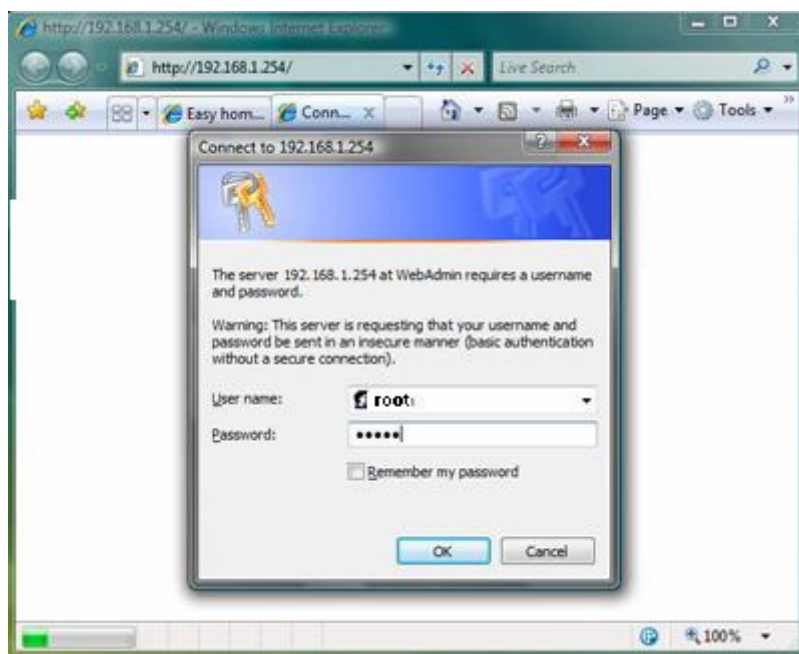 http://192.168.1.254/ - Windows Internet Explorer
http://192.168.1.254/
Live Search
Easy hom...
Conn...
Page
Tools
Connect to 192.168.1.254
The server 192.168.1.254 at WebAdmin requires a username
and password.
Warning: This server is requesting that your username and
password be sent in an insecure manner (basic authentication
without a secure connection).
User name:
root
Password:
•••••
Remember my password
OK
Cancel
100%